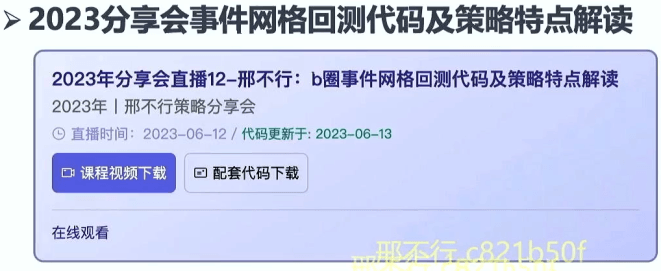 ➢ 2023分享会事件网格回测代码及策略特点解读
2023年分享会直播12-邢不行：b圈事件网格回测代码及策略特点解读
2023年丨邢不行策略分享会
直播时间：2023-06-12 / 代码更新于: 2023-06-13
课程视频下载 配套代码下载
在线观看
邢不行 c821b50f